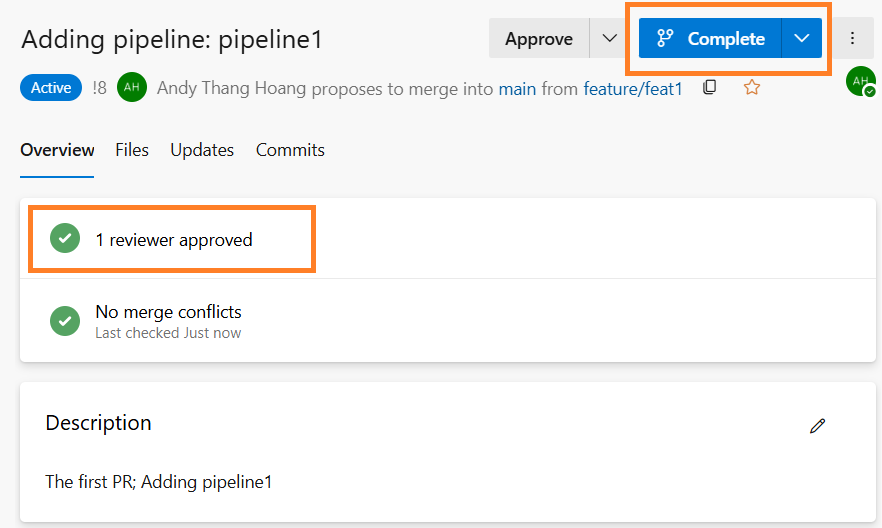 Adding pipeline: pipeline1
Approve
Complete
Active !8 AH Andy Thang Hoang proposes to merge into main from feature/feat1
AH
Overview Files Updates Commits
1 reviewer approved
No merge conflicts
Last checked Just now
Description
The first PR; Adding pipeline1